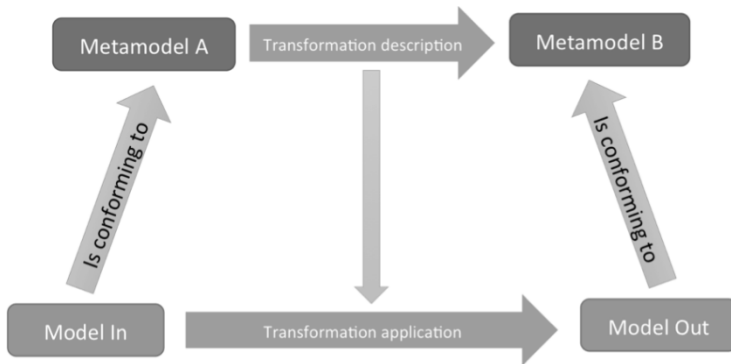 Metamodel A
Transformation description
Metamodel B
Is conforming to
Is conforming to
Model In
Transformation application
Model Out